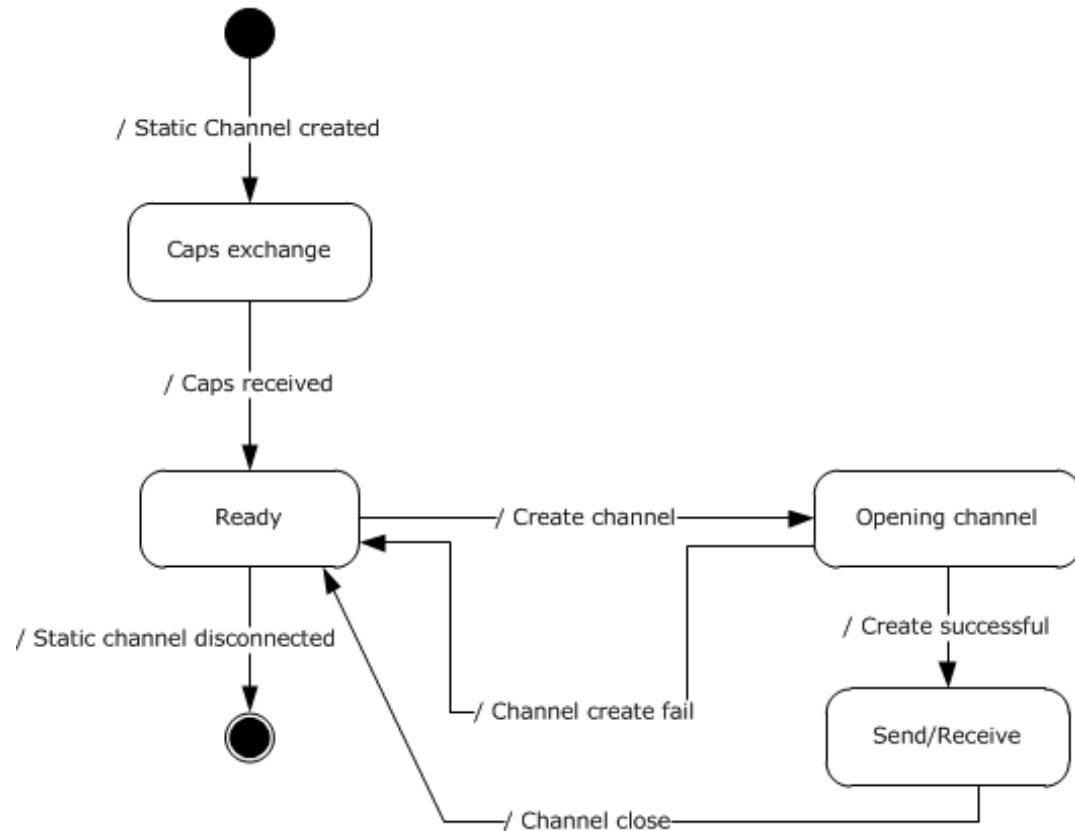 / Static Channel created
Caps exchange
/ Caps received
Ready
/ Create channel
Opening channel
/ Static channel disconnected
/ Create successful
/ Channel create fail
Send/Receive
/ Channel close